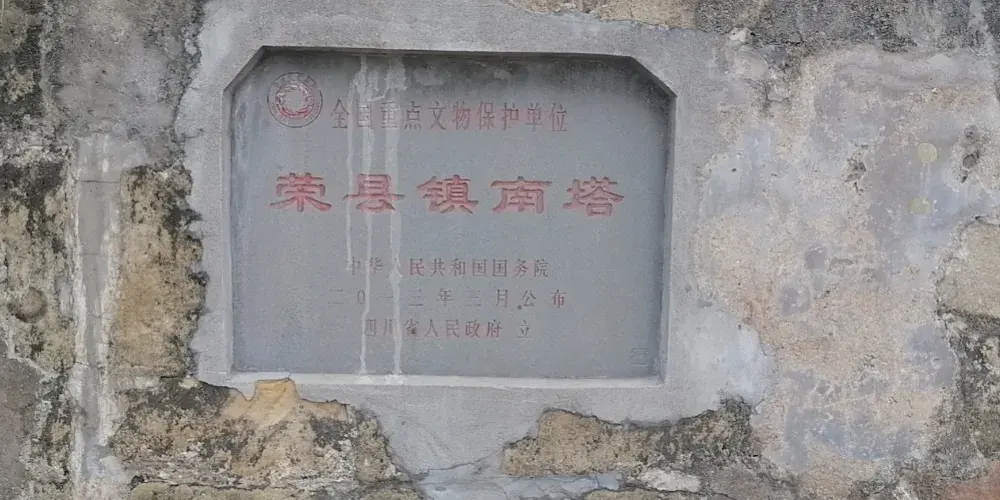 全国重点文物保护单位
荣县镇南塔
中华人民共和国国务院
二〇一三年三月公布
四川省人民政府 立